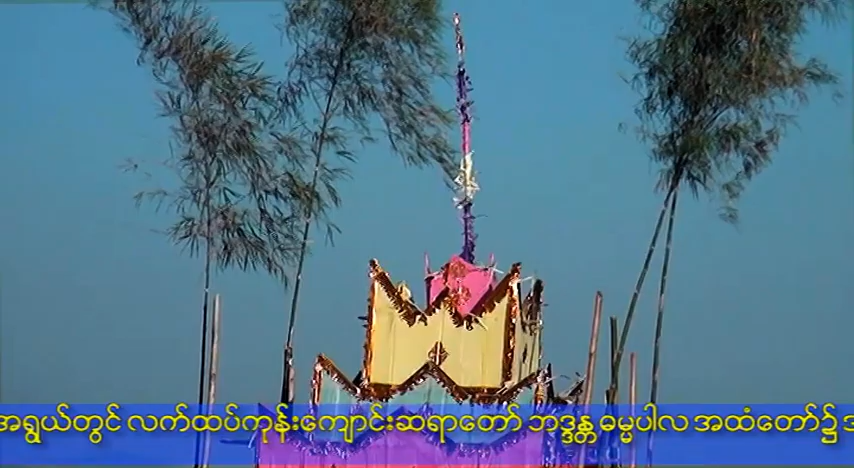 အရွယ်တွင် လက်ထပ်ကုန်းကျောင်းဆရာတော် ဘဒ္ဒန္တ ဓမ္မပါလ အထံတော်၌